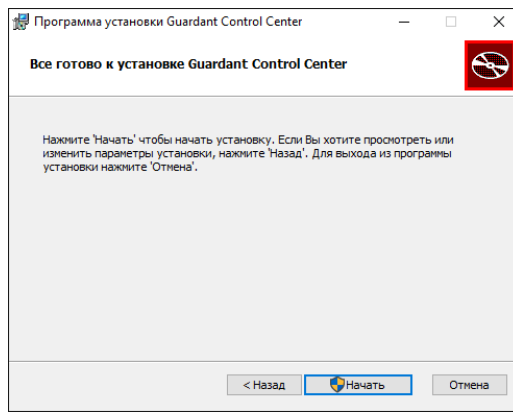 Программа установки Guardant Control Center
Все готово к установке Guardant Control Center
Нажмите 'Начать' чтобы начать установку. Если Вы хотите просмотреть или
изменить параметры установки, нажмите 'Назад'. Для выхода из программы
установки нажмите 'Отмена'.
< Назад
Начать
Отмена